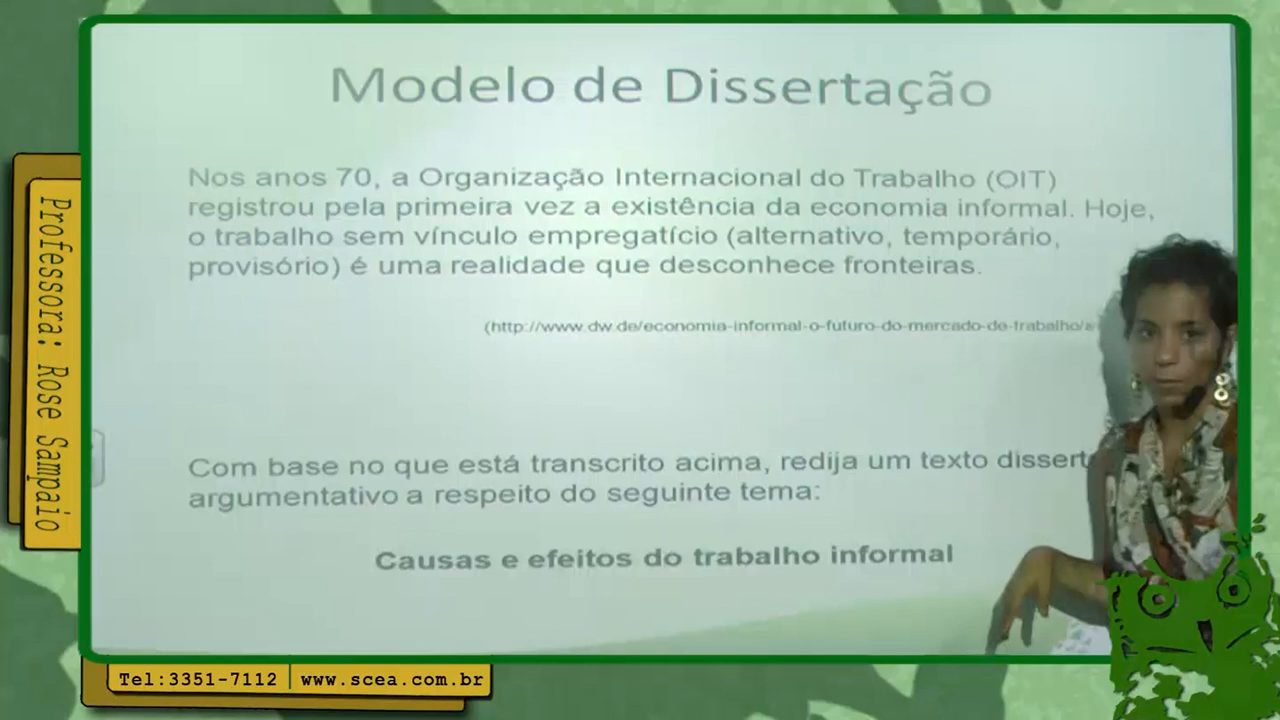 Modelo de Dissertação
Nos anos 70, a Organização Internacional do Trabalho (OIT)
registrou pela primeira vez a existência da economia informal. Hoje,
o trabalho sem vínculo empregatício (alternativo, temporário,
provisório) é uma realidade que desconhece fronteiras.
(http://www.dw.de/economia-informal-o-futuro-do-mercado-de-trabalho/a
Com base no que está transcrito acima, redija um texto dissert
argumentativo a respeito do seguinte tema:
Causas e efeitos do trabalho informal
Professora: Rose Sampaio
Tel:3351-7112 | www.scea.com.br